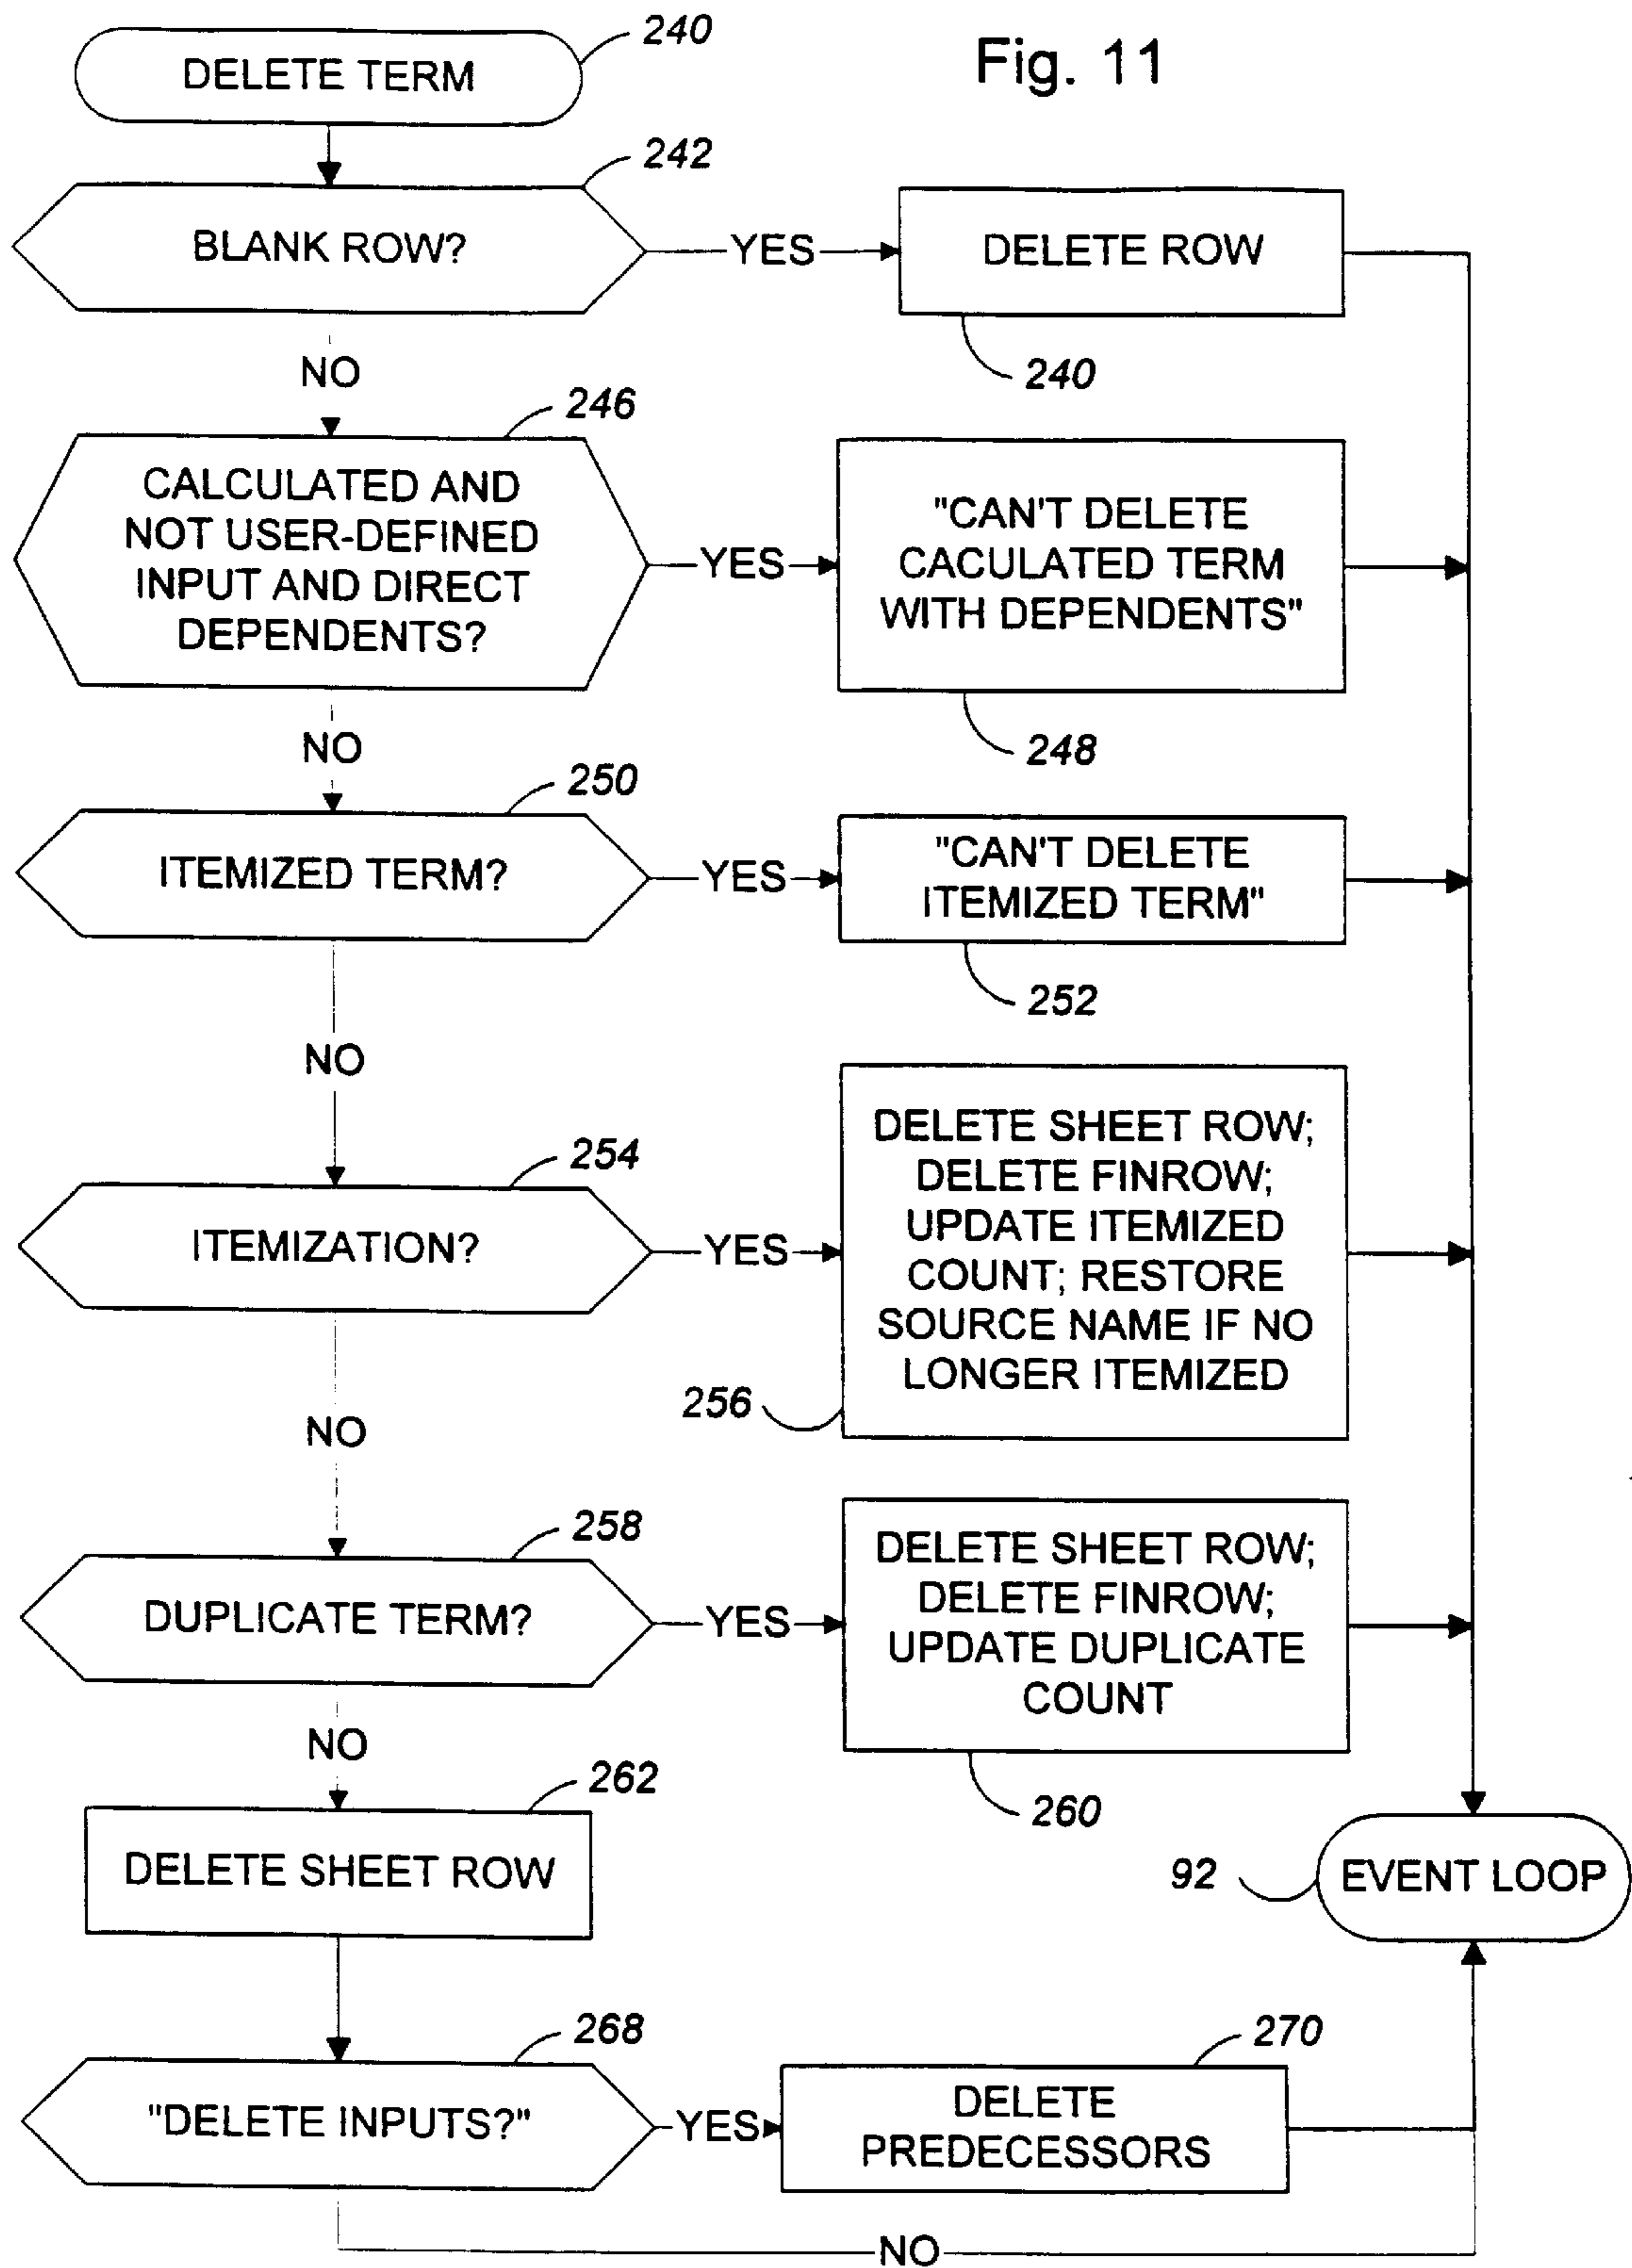 240
Fig. 11
DELETE TERM
242
BLANK ROW?
YES
DELETE ROW
NO
240
246
CALCULATED AND
NOT USER-DEFINED
INPUT AND DIRECT
DEPENDENTS?
YES
"CAN'T DELETE
CACULATED TERM
WITH DEPENDENTS"
NO
248
250
ITEMIZED TERM?
YES
"CAN'T DELETE
ITEMIZED TERM"
252
NO
254
ITEMIZATION?
YES
DELETE SHEET ROW;
DELETE FINROW;
UPDATE ITEMIZED
COUNT; RESTORE
SOURCE NAME IF NO
LONGER ITEMIZED
256
NO
258
DUPLICATE TERM?
YES
DELETE SHEET ROW;
DELETE FINROW;
UPDATE DUPLICATE
COUNT
NO
260
262
DELETE SHEET ROW
92
EVENT LOOP
268
"DELETE INPUTS?"
YES
270
DELETE
PREDECESSORS
NO